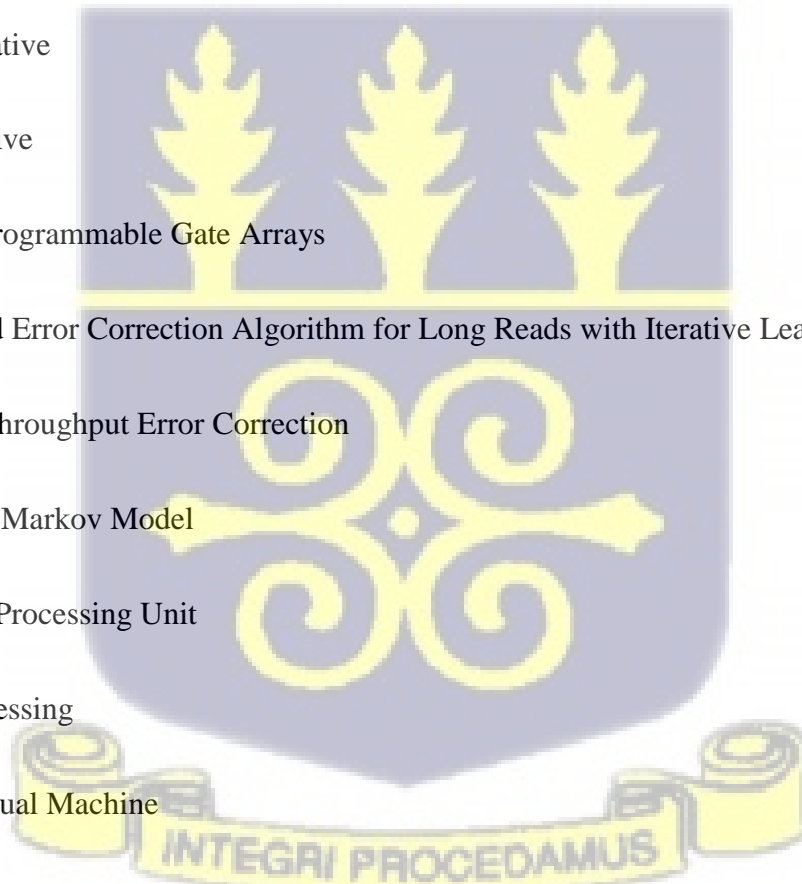 ative
ive
rogrammable Gate Arrays
d Error Correction Algorithm for Long Reads with Iterative Lea
hroughput Error Correction
Markov Model
Processing Unit
essing
ual Machine
INTEGRI PROCEDAMUS